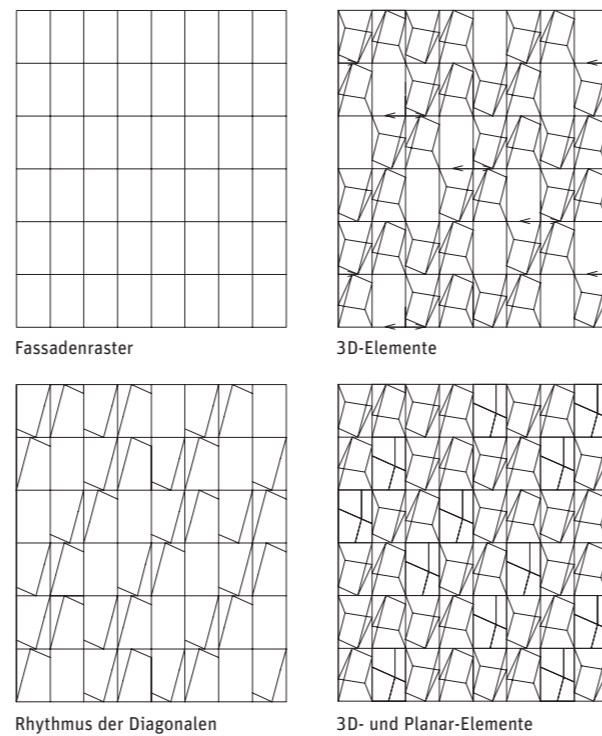 Fassadenraster
3D-Elemente
Rhythmus der Diagonalen
3D- und Planar-Elemente